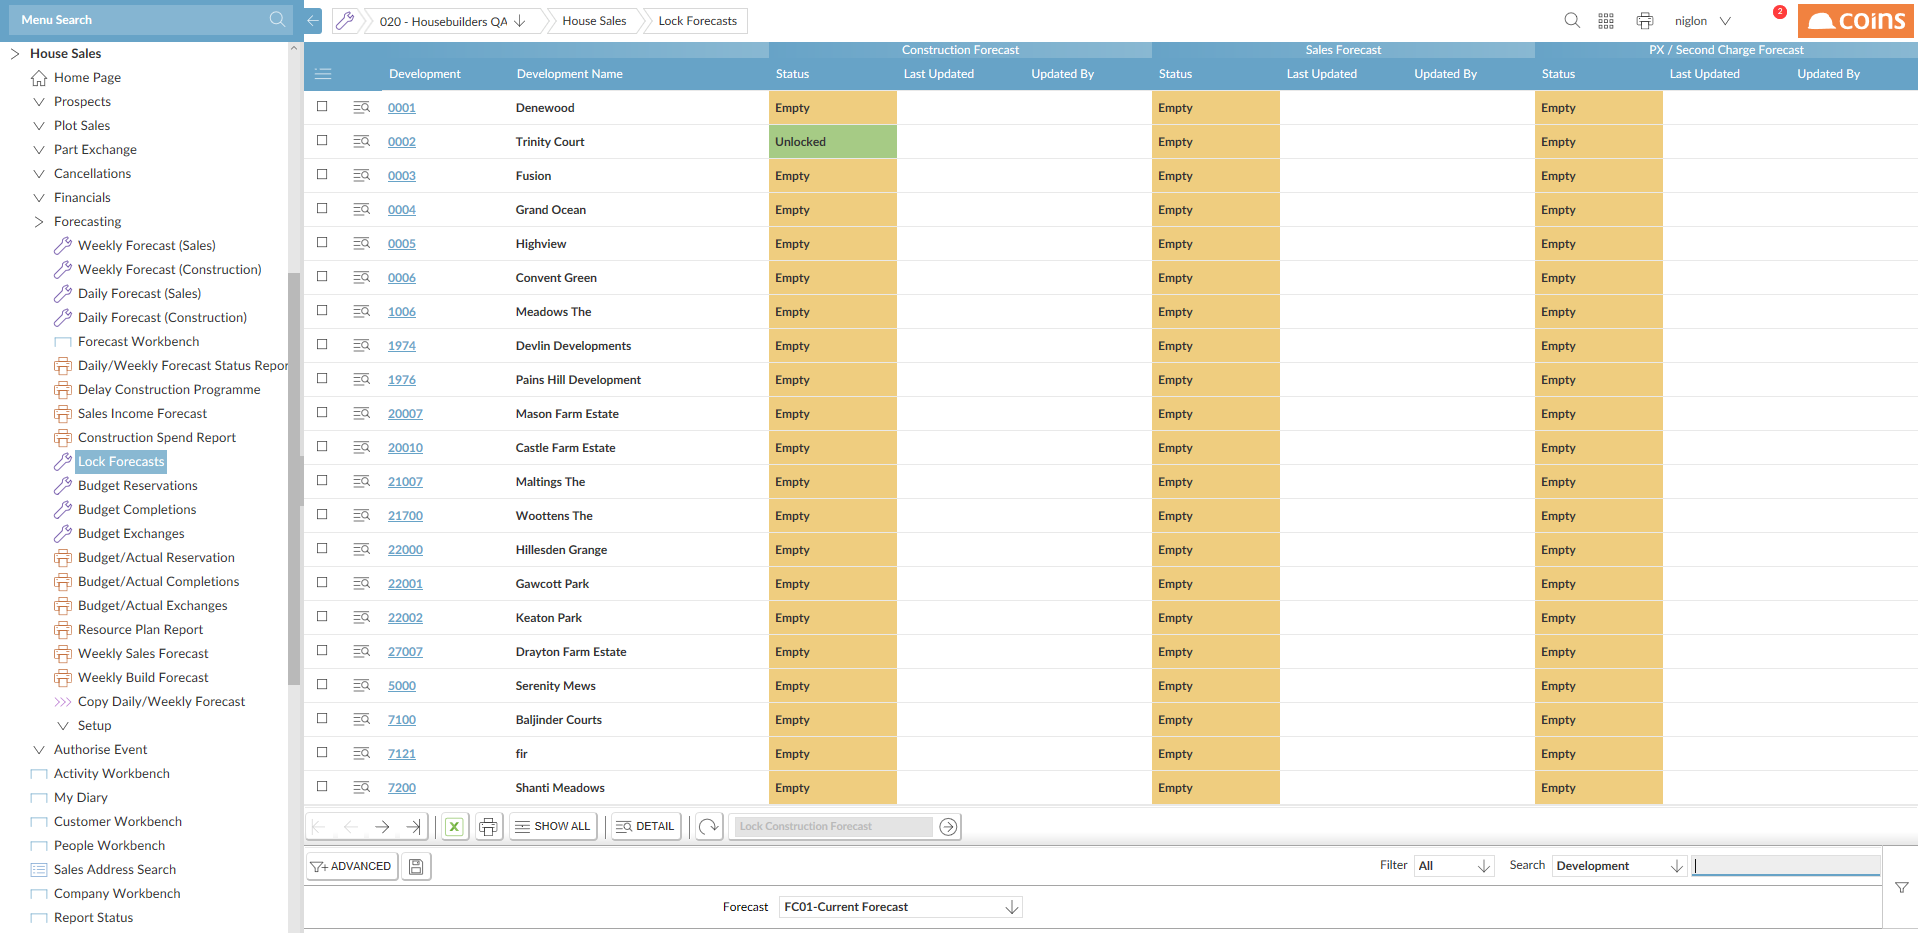 Menu Search
020 - Housebuilders QA
House Sales
Lock Forecasts
niglon
2
coins
House Sales
Home Page
Prospects
Plot Sales
Part Exchange
Cancellations
Financials
Forecasting
Weekly Forecast (Sales)
Weekly Forecast (Construction)
Daily Forecast (Sales)
Daily Forecast (Construction)
Forecast Workbench
Daily/Weekly Forecast Status Repor
Delay Construction Programme
Sales Income Forecast
Construction Spend Report
Lock Forecasts
Budget Reservations
Budget Completions
Budget Exchanges
Budget/Actual Reservation
Budget/Actual Completions
Budget/Actual Exchanges
Resource Plan Report
Weekly Sales Forecast
Weekly Build Forecast
Copy Daily/Weekly Forecast
Setup
Authorise Event
Activity Workbench
My Diary
Customer Workbench
People Workbench
Sales Address Search
Company Workbench
Report Status
Construction Forecast Sales Forecast PX / Second Charge Forecast
Development Development Name Status Last Updated Updated By Status Last Updated Updated By Status Last Updated Updated By
0001 Denewood Empty Empty Empty
0002 Trinity Court Unlocked Empty Empty
0003 Fusion Empty Empty Empty
0004 Grand Ocean Empty Empty Empty
0005 Highview Empty Empty Empty
0006 Convent Green Empty Empty Empty
1006 Meadows The Empty Empty Empty
1974 Devlin Developments Empty Empty Empty
1976 Pains Hill Development Empty Empty Empty
20007 Mason Farm Estate Empty Empty Empty
20010 Castle Farm Estate Empty Empty Empty
21007 Maltings The Empty Empty Empty
21700 Woottens The Empty Empty Empty
22000 Hillesden Grange Empty Empty Empty
22001 Gawcott Park Empty Empty Empty
22002 Keaton Park Empty Empty Empty
27007 Drayton Farm Estate Empty Empty Empty
5000 Serenity Mews Empty Empty Empty
7100 Baljinder Courts Empty Empty Empty
7121 fir Empty Empty Empty
7200 Shanti Meadows Empty Empty Empty
X SHOW ALL DETAIL Lock Construction Forecast
ADVANCED Filter All Search Development
Forecast FC01-Current Forecast